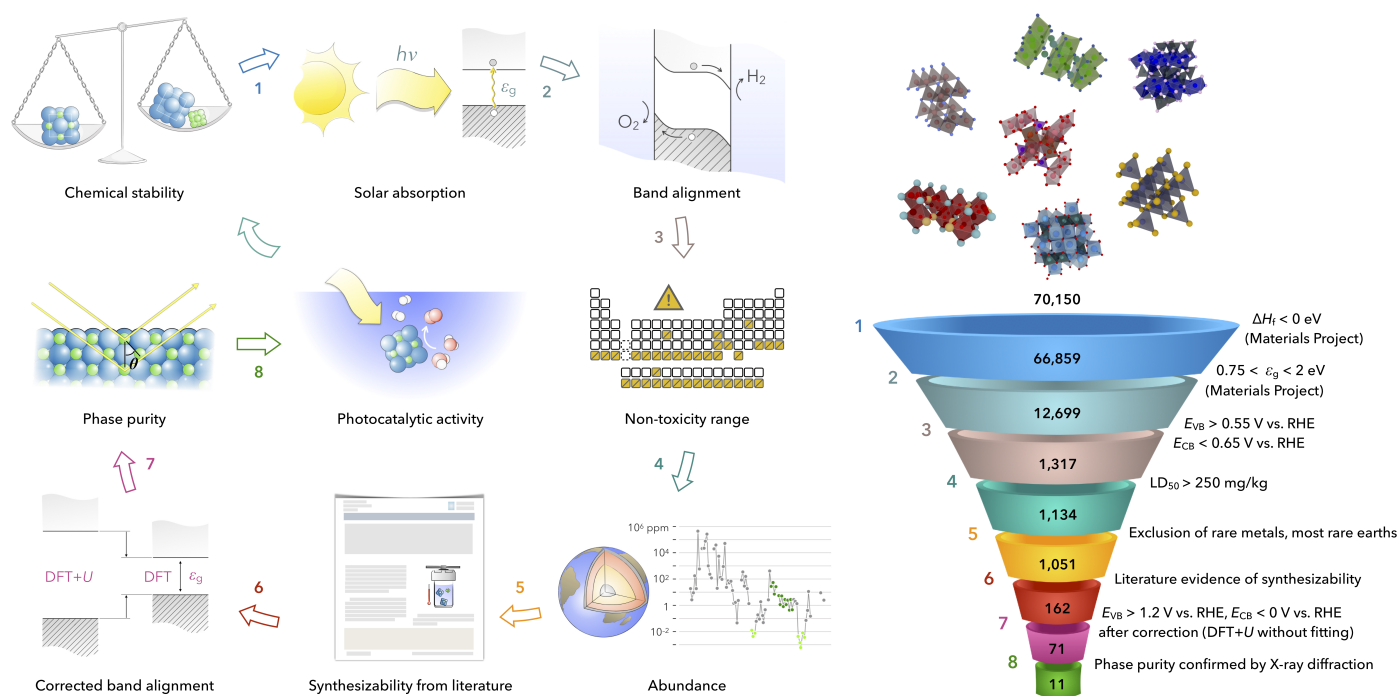 1
hν
εg
2
H₂
O₂
Chemical stability
Solar absorption
Band alignment
3
θ
8
!
Phase purity
Photocatalytic activity
Non-toxicity range
7
4
DFT+U
DFT
εg
6
5
10⁶ ppm
10⁴
10²
1
10⁻²
Corrected band alignment
Synthesizability from literature
Abundance
70,150
1
66,859
ΔHf < 0 eV
(Materials Project)
2
12,699
0.75 < εg < 2 eV
(Materials Project)
3
1,317
EVB > 0.55 V vs. RHE
ECB < 0.65 V vs. RHE
4
1,134
LD₅₀ > 250 mg/kg
5
1,051
Exclusion of rare metals, most rare earths
6
162
Literature evidence of synthesizability
7
71
EVB > 1.2 V vs. RHE, ECB < 0 V vs. RHE
after correction (DFT+U without fitting)
8
11
Phase purity confirmed by X-ray diffraction